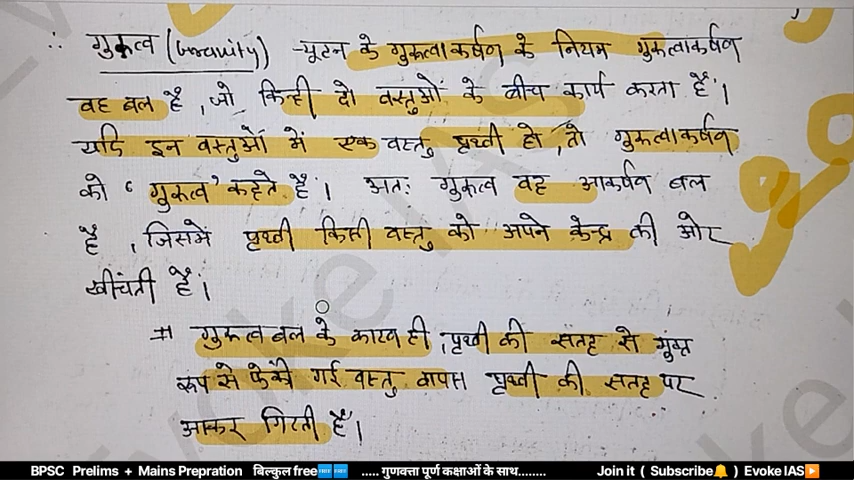 ∴ गुरुत्व (Gravity) - न्यूटन के गुरुत्वाकर्षण के नियम गुरुत्वाकर्षण
वह बल है, जो किन्ही दो वस्तुओं के बीच कार्य करता है।
यदि इन वस्तुओं में एक वस्तु पृथ्वी हो, तो गुरुत्वाकर्षण
को 'गुरुत्व' कहते है। अतः गुरुत्व वह आकर्षण बल
है, जिसमें पृथ्वी किसी वस्तु को अपने केन्द्र की ओर
खींचती है।
# गुरुत्व बल के कारण ही, पृथ्वी की सतह से मुक्त
रूप से फेंकी गई वस्तु वापस पृथ्वी की सतह पर
आकर गिरती है।
BPSC Prelims + Mains Prepration बिल्कुल free ..... गुणवत्ता पूर्ण कक्षाओं के साथ........ Join it ( Subscribe🔔 ) Evoke IAS▶️